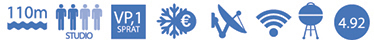 110m
STUDIO
VP.1
SPRAT
€
4.92